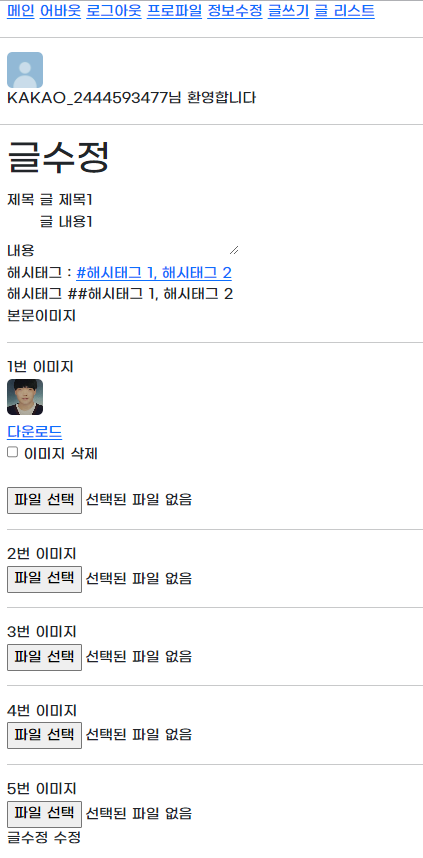 메인 어바웃 로그아웃 프로파일 정보수정 글쓰기 글 리스트
KAKAO_2444593477님 환영합니다
글수정
제목 글 제목1
글 내용1
내용
해시태그 : #해시태그 1, 해시태그 2
해시태그 ##해시태그 1, 해시태그 2
본문이미지
1번 이미지
다운로드
이미지 삭제
파일 선택 선택된 파일 없음
2번 이미지
파일 선택 선택된 파일 없음
3번 이미지
파일 선택 선택된 파일 없음
4번 이미지
파일 선택 선택된 파일 없음
5번 이미지
파일 선택 선택된 파일 없음
글수정 수정